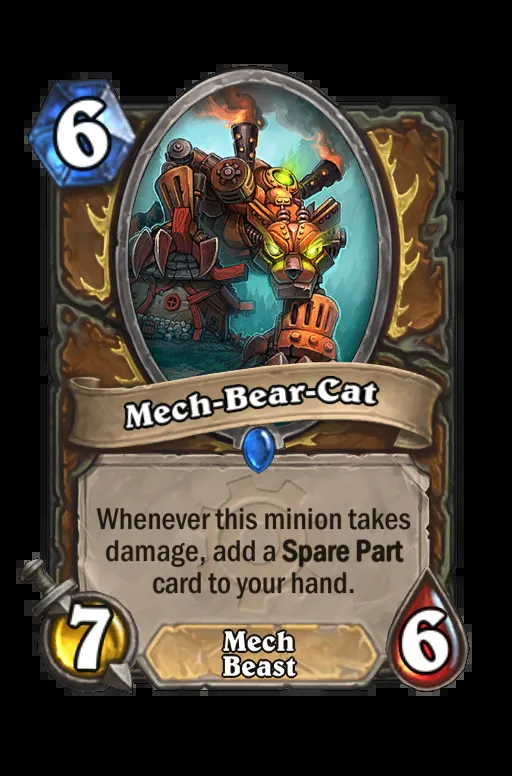 6
Mech-Bear-Cat
Whenever this minion takes
damage, add a Spare Part
card to your hand.
7
Mech
Beast
6